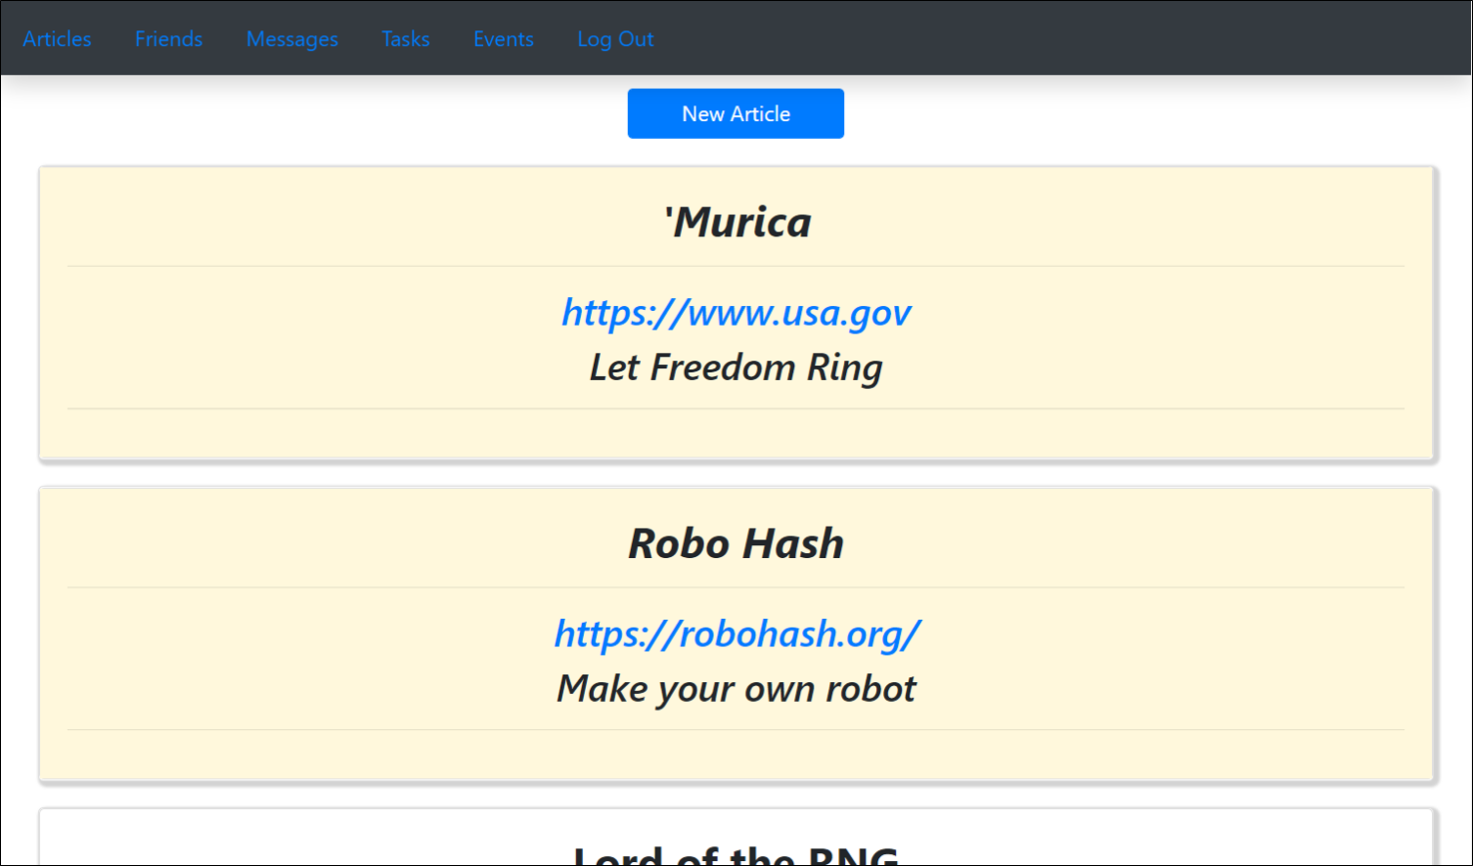 Articles Friends Messages Tasks Events Log Out
New Article
'Murica
https://www.usa.gov
Let Freedom Ring
Robo Hash
https://robohash.org/
Make your own robot
Lord of the RNG